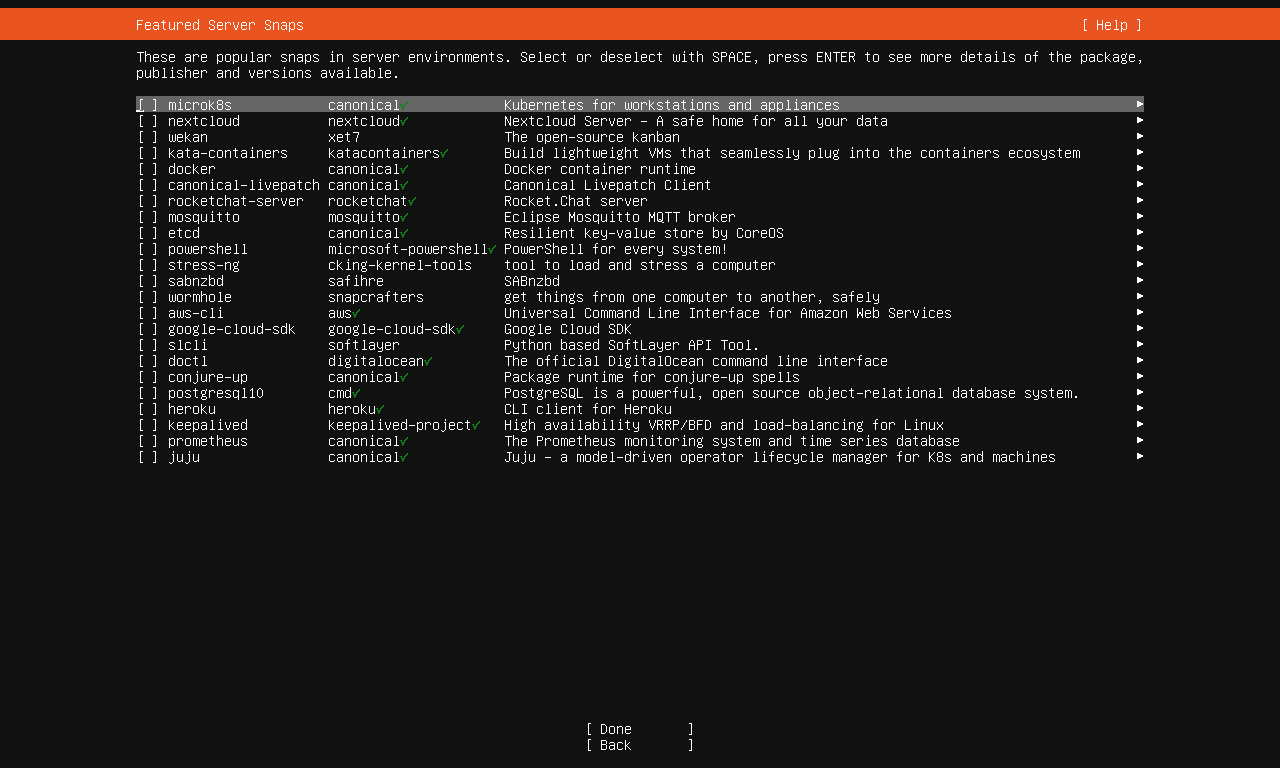 Featured Server Snaps [ Help ]
These are popular snaps in server environments. Select or deselect with SPACE, press ENTER to see more details of the package,
publisher and versions available.
[ ] microk8s canonical✓ Kubernetes for workstations and appliances ▸
[ ] nextcloud nextcloud✓ Nextcloud Server - A safe home for all your data ▸
[ ] wekan xet7 The open-source kanban ▸
[ ] kata-containers katacontainers✓ Build lightweight VMs that seamlessly plug into the containers ecosystem ▸
[ ] docker canonical✓ Docker container runtime ▸
[ ] canonical-livepatch canonical✓ Canonical Livepatch Client ▸
[ ] rocketchat-server rocketchat✓ Rocket.Chat server ▸
[ ] mosquitto mosquitto✓ Eclipse Mosquitto MQTT broker ▸
[ ] etcd canonical✓ Resilient key-value store by CoreOS ▸
[ ] powershell microsoft-powershell✓ PowerShell for every system! ▸
[ ] stress-ng cking-kernel-tools tool to load and stress a computer ▸
[ ] sabnzbd safihre SABnzbd ▸
[ ] wormhole snapcrafters get things from one computer to another, safely ▸
[ ] aws-cli aws✓ Universal Command Line Interface for Amazon Web Services ▸
[ ] google-cloud-sdk google-cloud-sdk✓ Google Cloud SDK ▸
[ ] slcli softlayer Python based SoftLayer API Tool. ▸
[ ] doctl digitalocean✓ The official DigitalOcean command line interface ▸
[ ] conjure-up canonical✓ Package runtime for conjure-up spells ▸
[ ] postgresql10 cmd✓ PostgreSQL is a powerful, open source object-relational database system. ▸
[ ] heroku heroku✓ CLI client for Heroku ▸
[ ] keepalived keepalived-project✓ High availability VRRP/BFD and load-balancing for Linux ▸
[ ] prometheus canonical✓ The Prometheus monitoring system and time series database ▸
[ ] juju canonical✓ Juju - a model-driven operator lifecycle manager for K8s and machines ▸
[ Done ]
[ Back ]